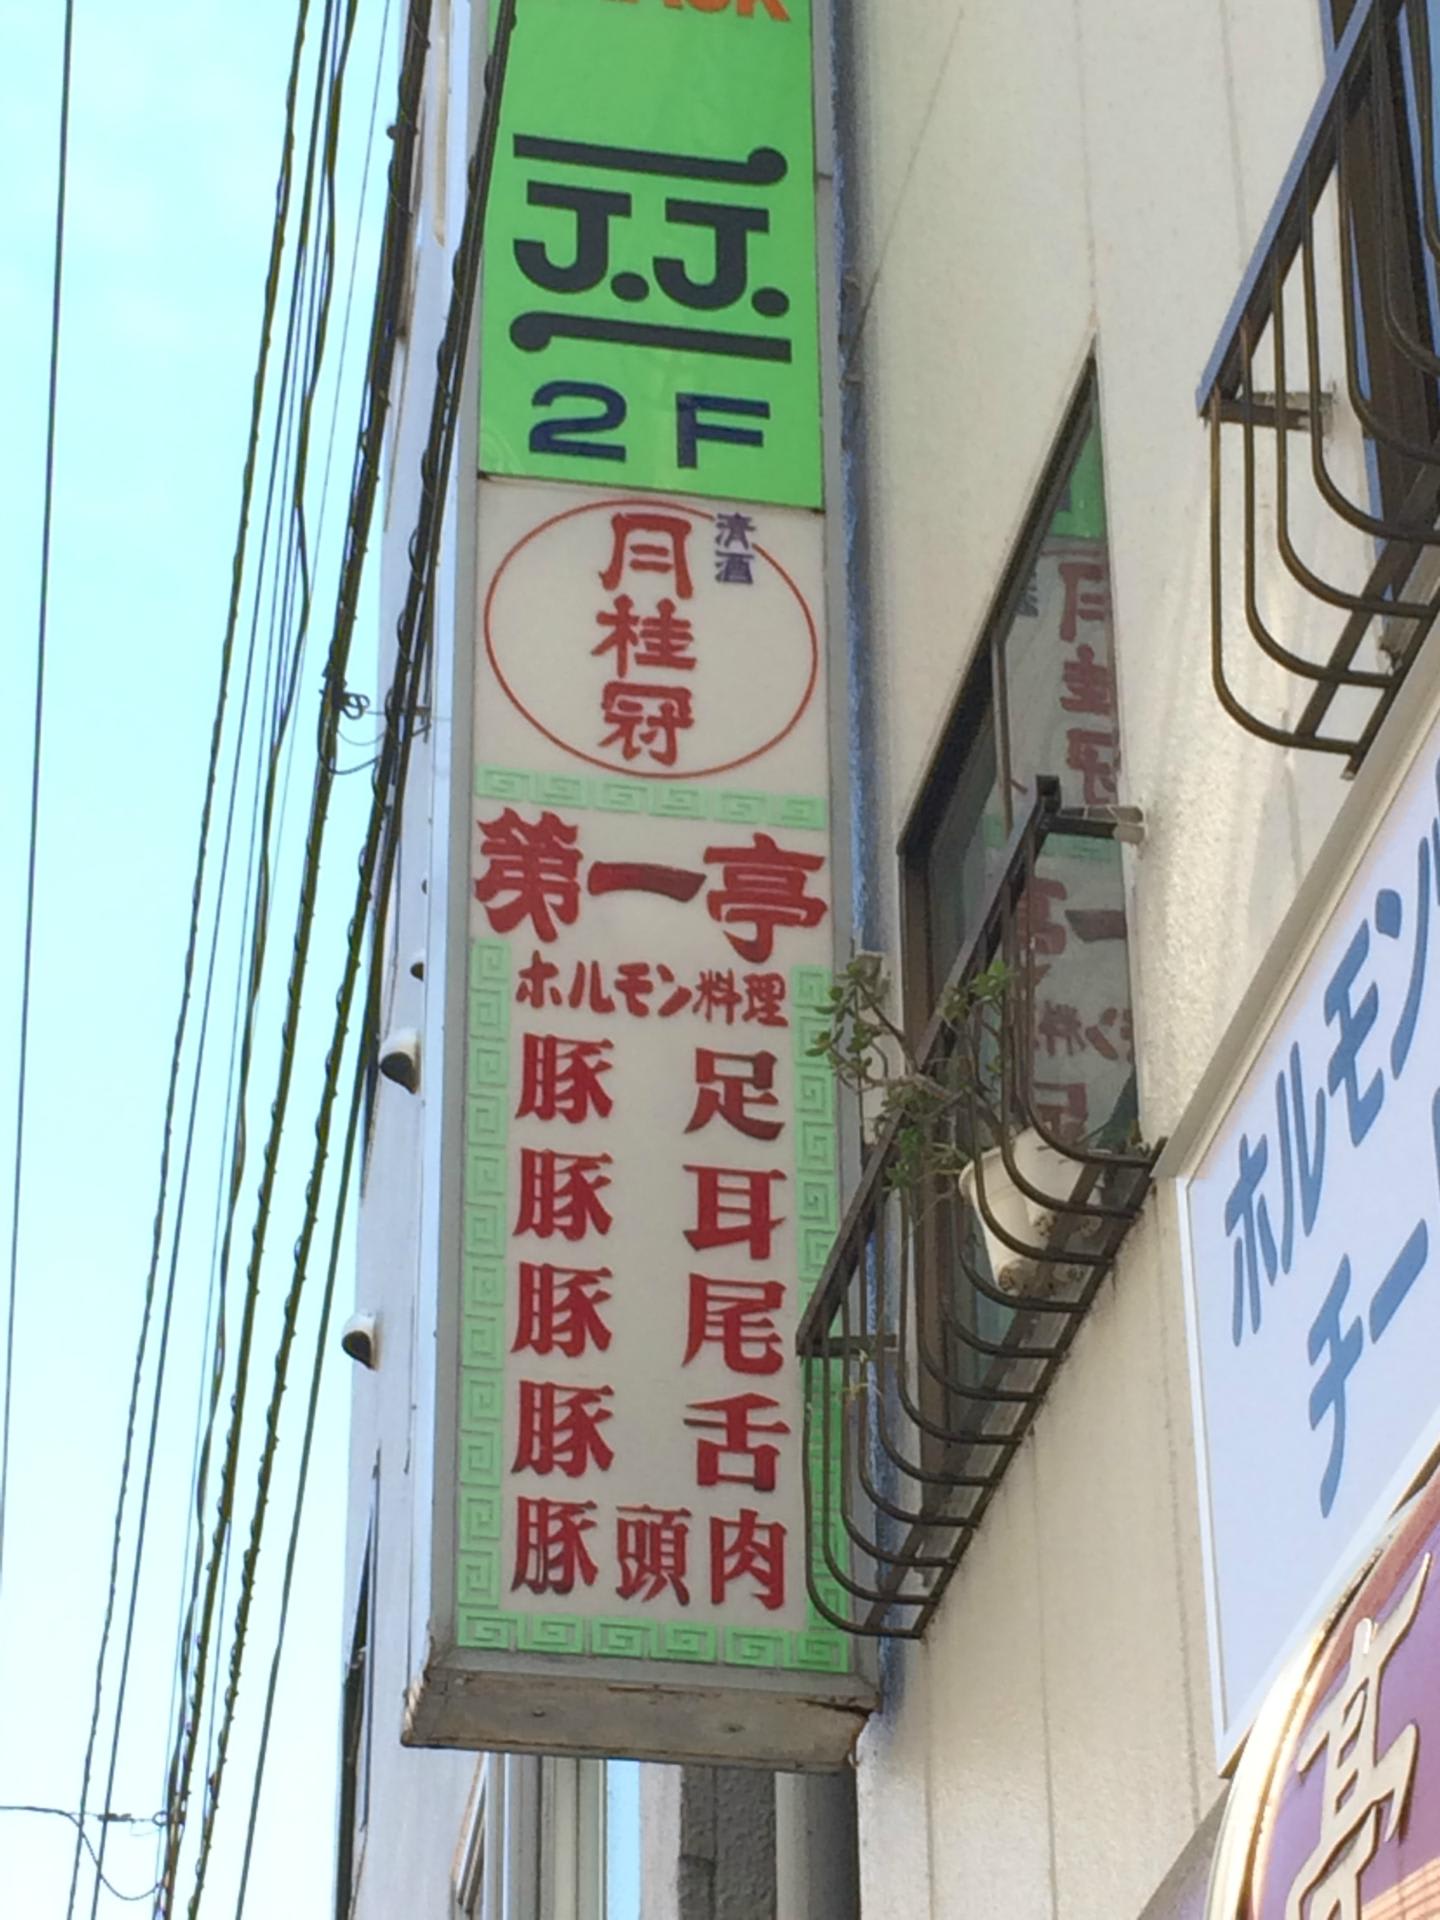 J.J.
2F
清酒
月桂冠
第一亭
ホルモン料理
豚足
豚耳
豚尾
豚舌
豚頭肉
ホルモン
チー